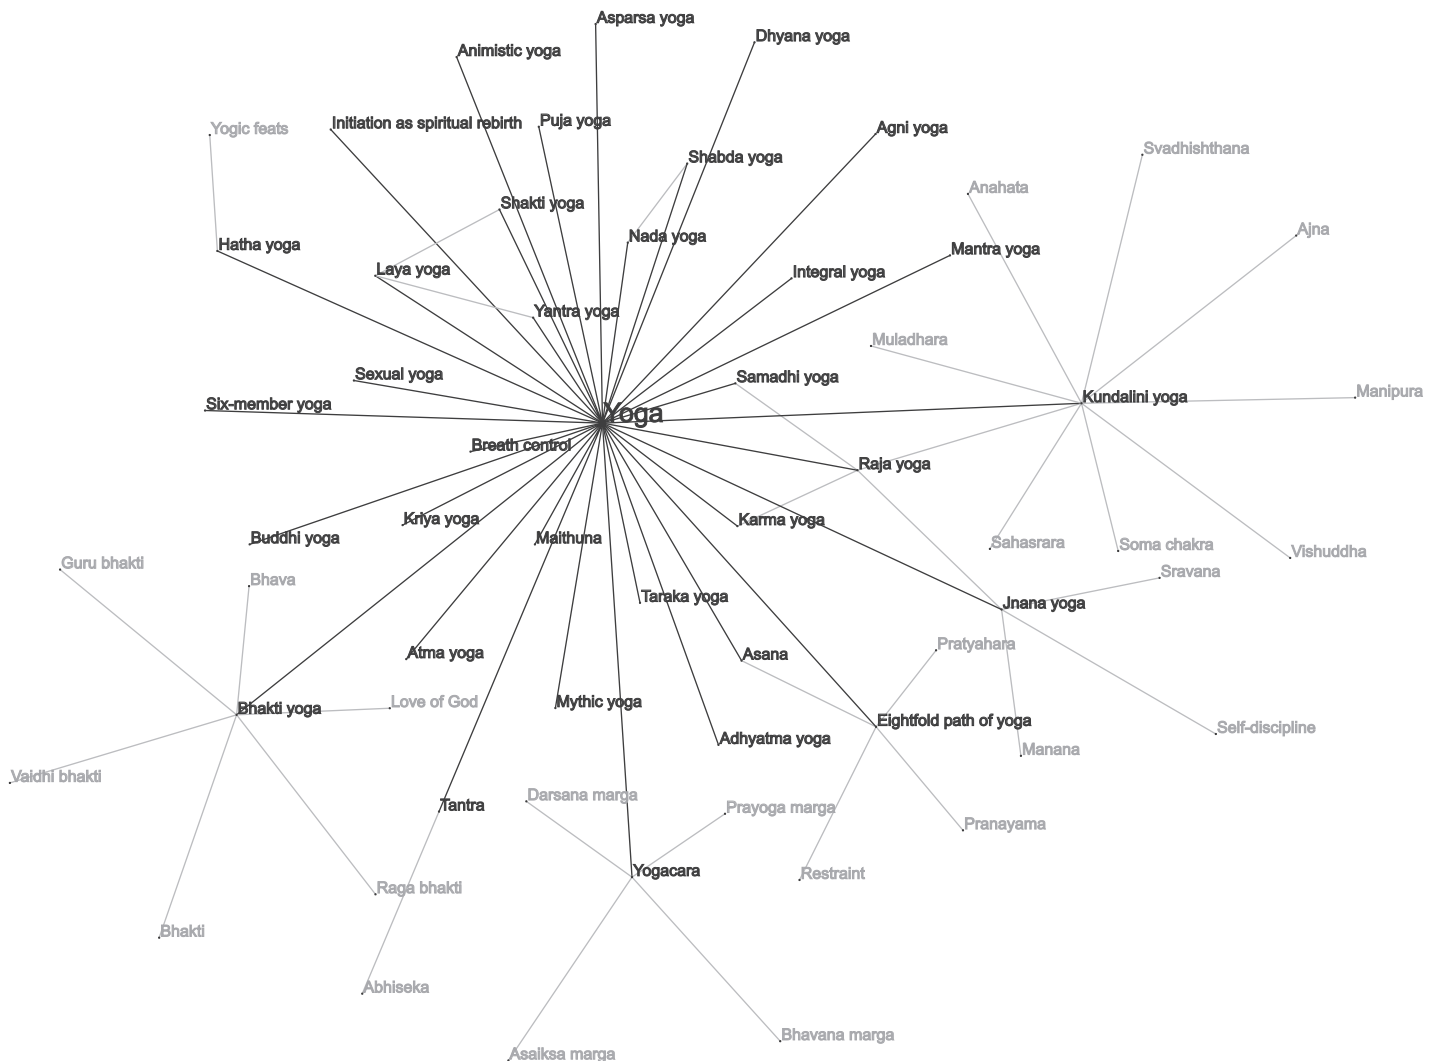 Asparsa yoga
Dhyana yoga
Animistic yoga
Initiation as spiritual rebirth
Puja yoga
Agni yoga
Yogic feats
Shabda yoga
Svadhishthana
Anahata
Shakti yoga
Ajna
Hatha yoga
Nada yoga
Mantra yoga
Laya yoga
Integral yoga
Yantra yoga
Muladhara
Sexual yoga
Samadhi yoga
Manipura
Six-member yoga
Yoga
Kundalini yoga
Breath control
Raja yoga
Kriya yoga
Karma yoga
Buddhi yoga
Maithuna
Sahasrara
Soma chakra
Vishuddha
Guru bhakti
Bhava
Sravana
Taraka yoga
Jnana yoga
Atma yoga
Asana
Pratyahara
Love of God
Bhakti yoga
Mythic yoga
Eightfold path of yoga
Self-discipline
Adhyatma yoga
Manana
Vaidhi bhakti
Darsana marga
Tantra
Prayoga marga
Pranayama
Yogacara
Restraint
Raga bhakti
Bhakti
Abhiseka
Bhavana marga
Asaiksa marga